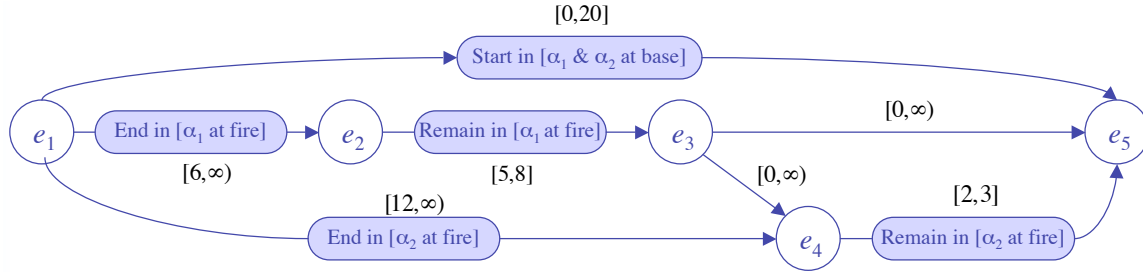 [0,20]
Start in [α₁ & α₂ at base]
e₁
End in [α₁ at fire]
[6,∞)
e₂
Remain in [α₁ at fire]
[5,8]
e₃
[0,∞)
e₅
[0,∞)
[12,∞)
End in [α₂ at fire]
e₄
[2,3]
Remain in [α₂ at fire]